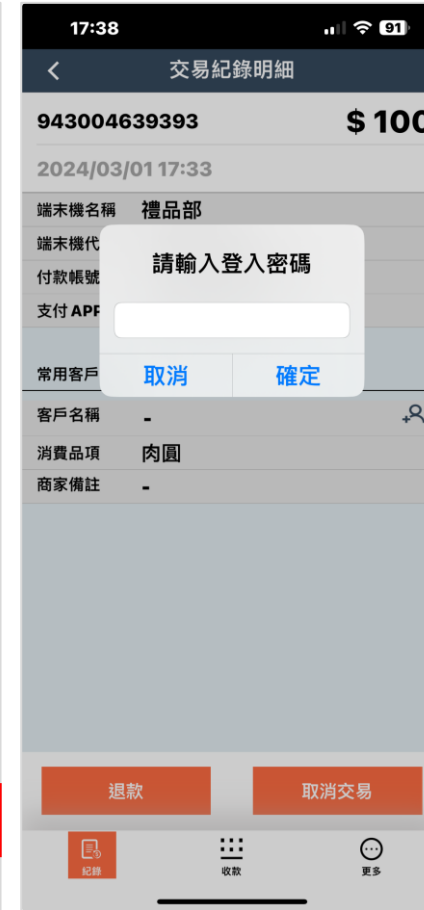 17:38
91
交易紀錄明細
943004639393 $ 100
2024/03/01 17:33
端末機名稱 禮品部
端末機代
付款帳號
支付 APP
請輸入登入密碼
取消 確定
常用客戶
客戶名稱 -
消費品項 肉圓
商家備註 -
退款 取消交易
紀錄 收款 更多